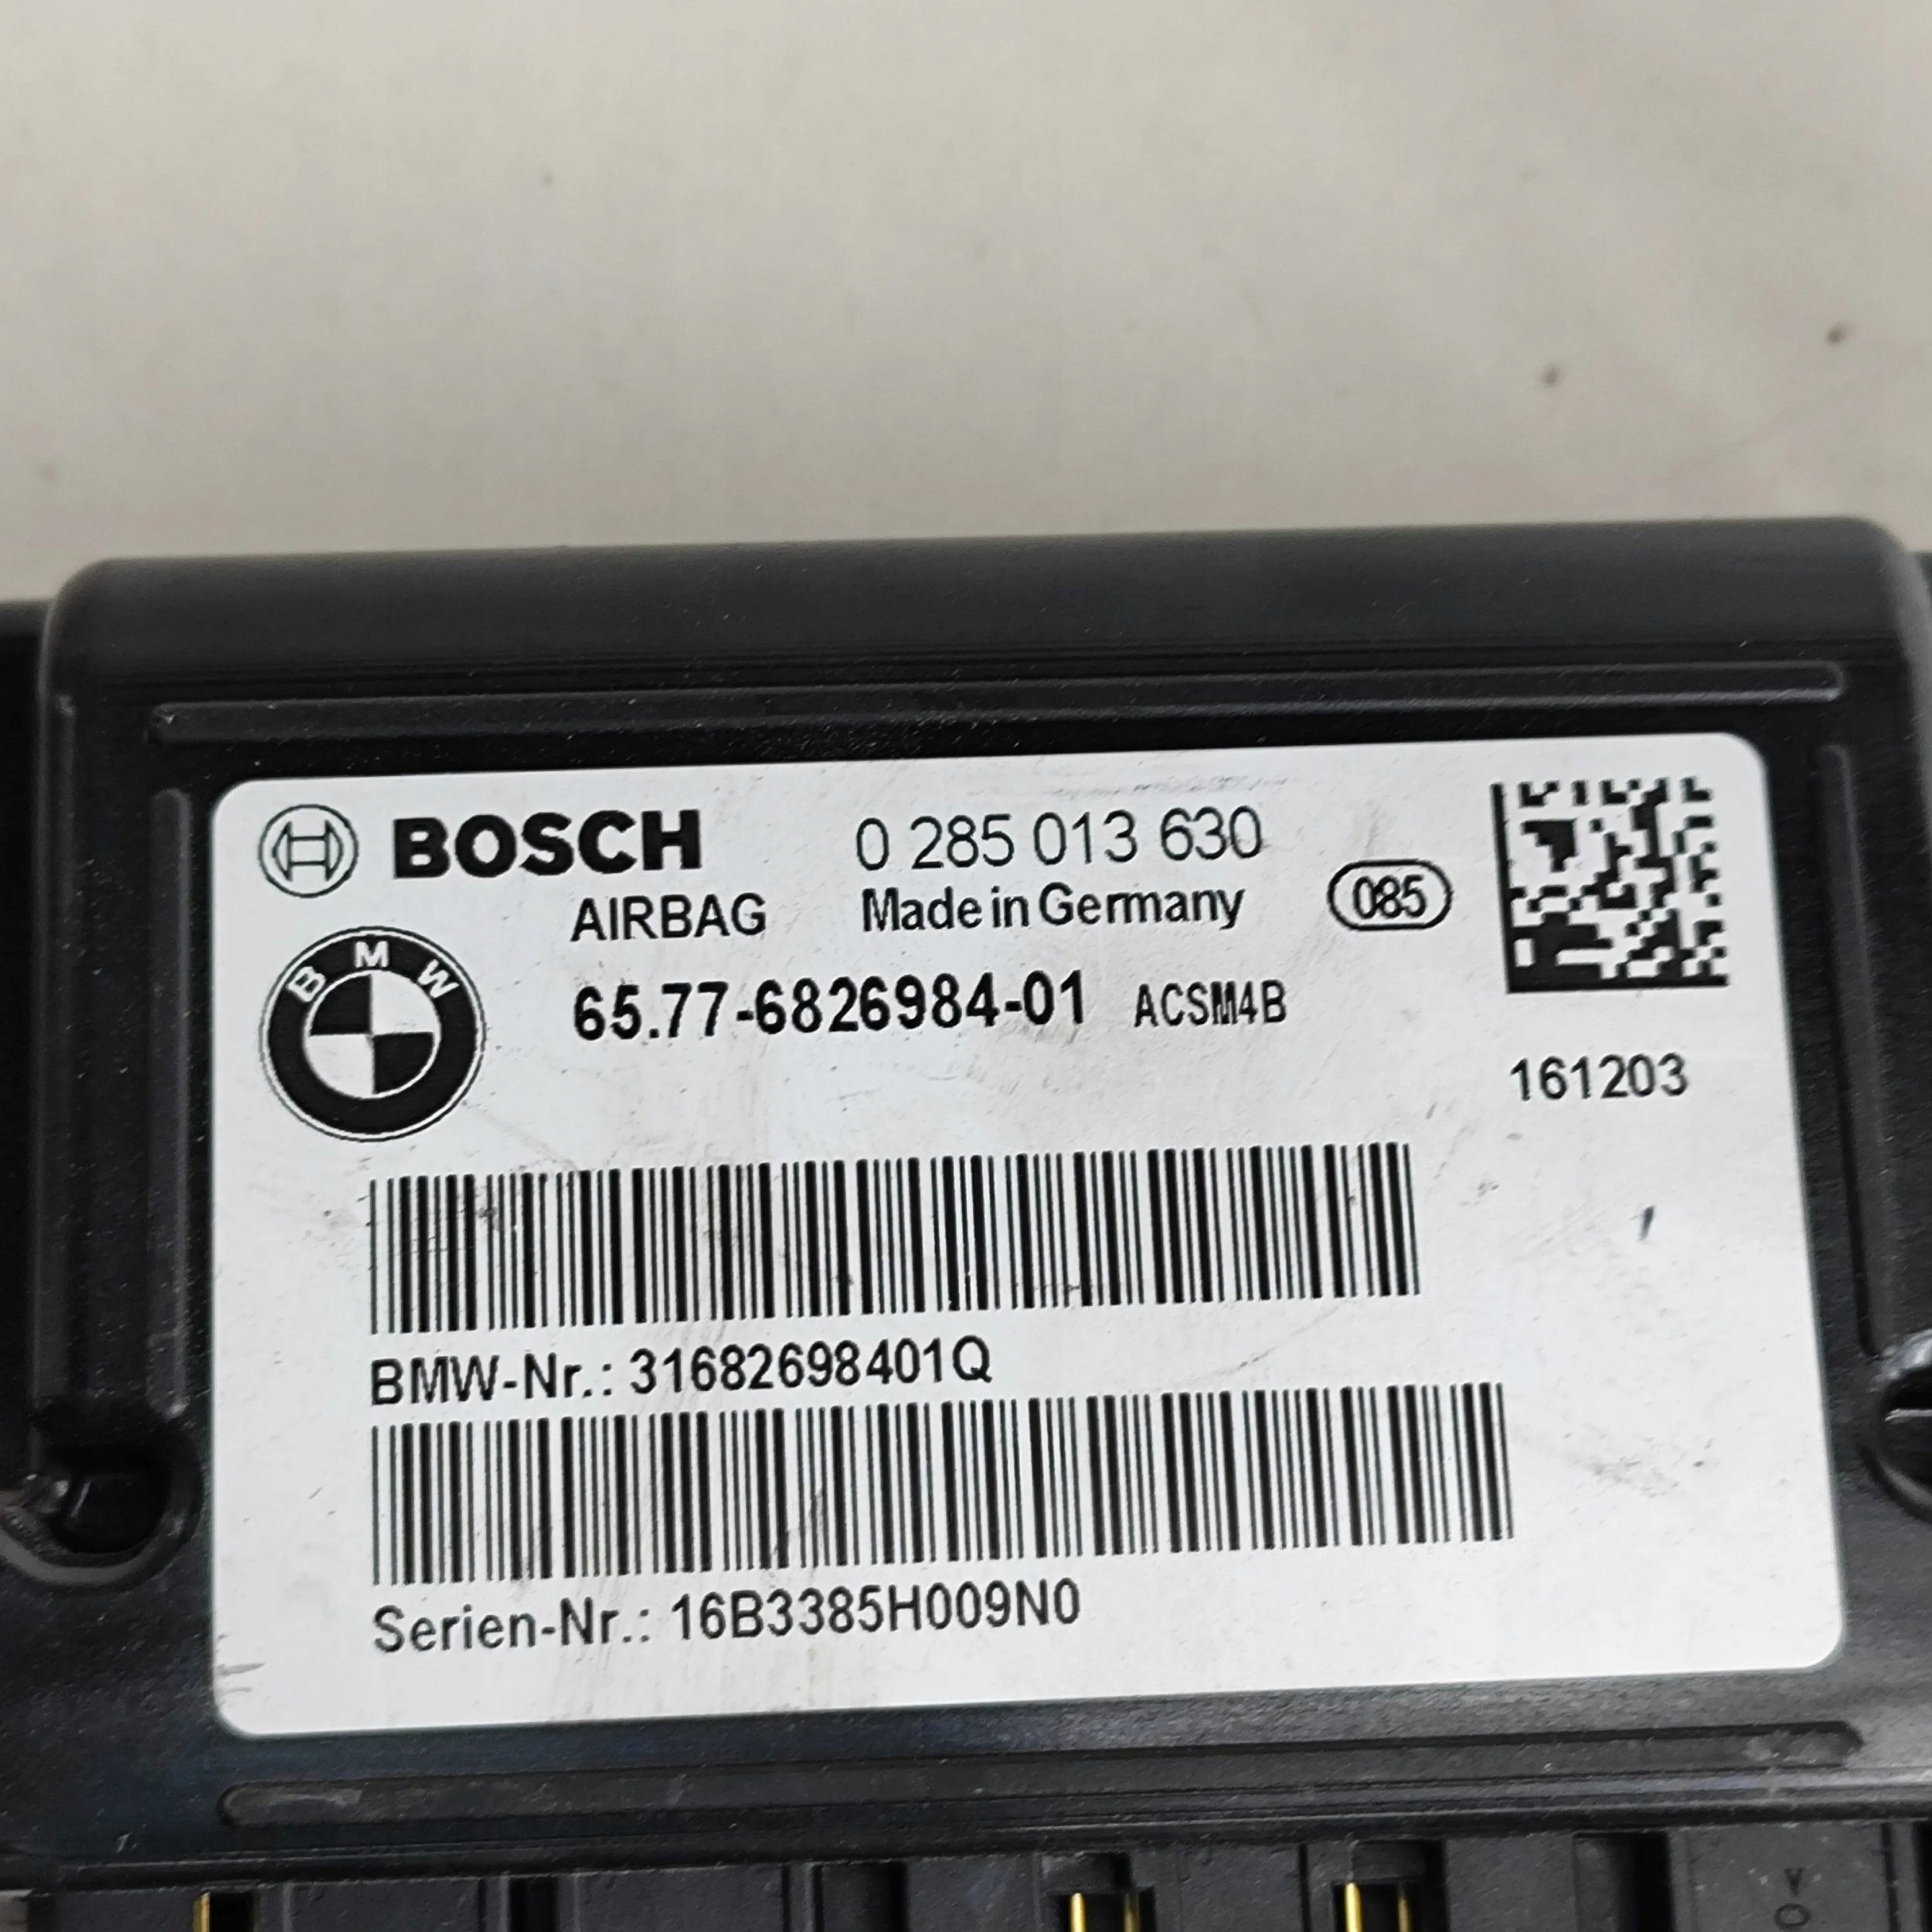 BOSCH 0 285 013 630
AIRBAG Made in Germany 085
BMW
65.77-6826984-01 ACSM4B
161203
BMW-Nr.: 31682698401Q
Serien-Nr.: 16B3385H009N0